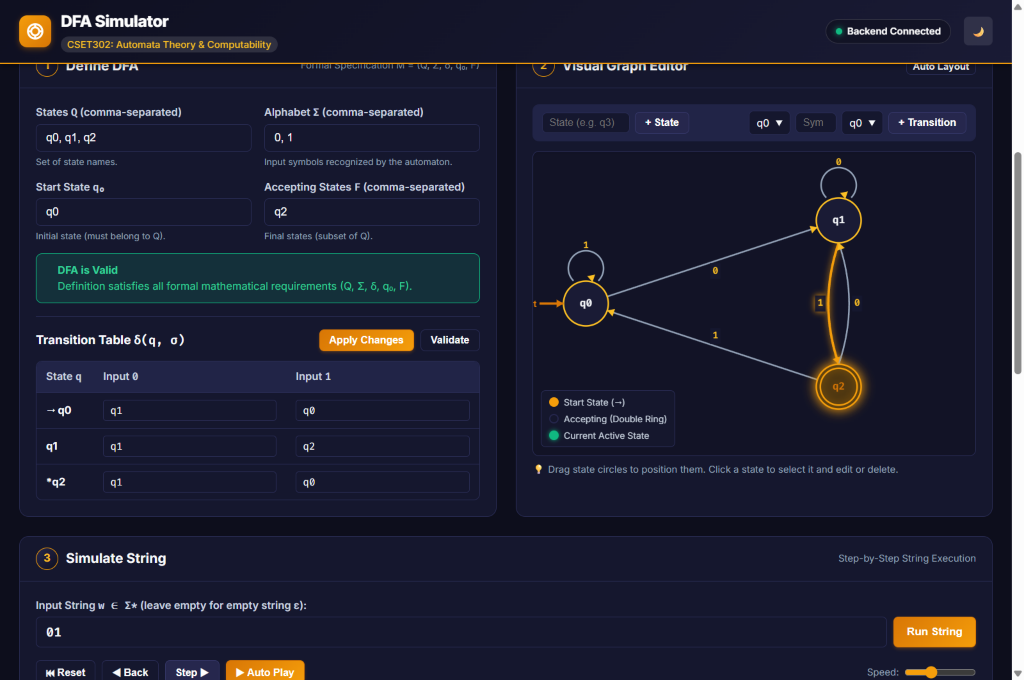 DFA Simulator
CSET302: Automata Theory & Computability
Backend Connected
1 Define DFA
Formal Specification M = (Q, Σ, δ, q₀, F)
States Q (comma-separated)
Alphabet Σ (comma-separated)
q0, q1, q2
0, 1
Set of state names.
Input symbols recognized by the automaton.
Start State q₀
Accepting States F (comma-separated)
q0
q2
Initial state (must belong to Q).
Final states (subset of Q).
DFA is Valid
Definition satisfies all formal mathematical requirements (Q, Σ, δ, q₀, F).
Transition Table δ(q, σ)
Apply Changes
Validate
State q Input 0 Input 1
→q0 q1 q0
q1 q1 q2
*q2 q1 q0
2 Visual Graph Editor
Auto Layout
State (e.g. q3)
+ State
q0 ▼
Sym
q0 ▼
+ Transition
0
q1
1
0
q0
t
1 0
1
q2
Start State (→)
Accepting (Double Ring)
Current Active State
Drag state circles to position them. Click a state to select it and edit or delete.
3 Simulate String
Step-by-Step String Execution
Input String w ∈ Σ* (leave empty for empty string ε):
01
Run String
⏮ Reset
◀ Back
Step ▶
▶ Auto Play
Speed: